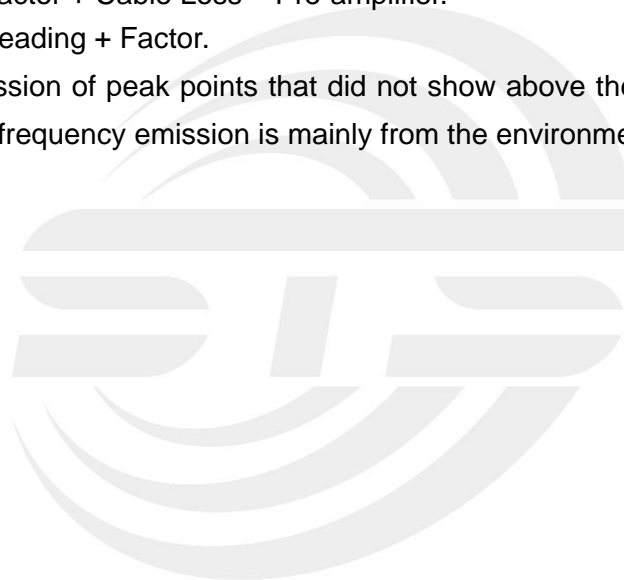 actor + Cable Loss – Pre-amplifier.
eading + Factor.
ssion of peak points that did not show above the
frequency emission is mainly from the environme
STS